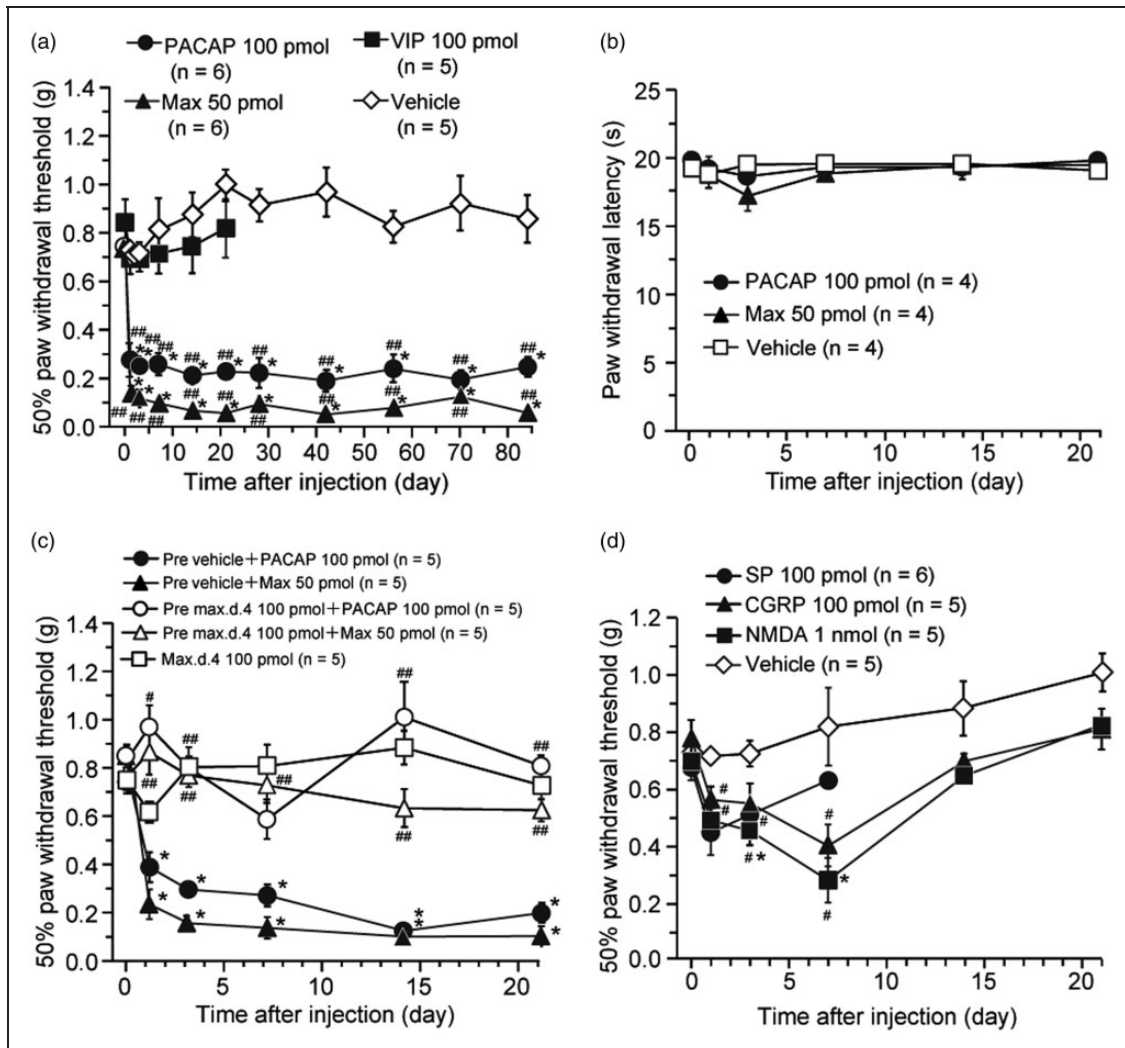 (a)
PACAP 100 pmol
(n = 6)
VIP 100 pmol
(n = 5)
Max 50 pmol
(n = 6)
Vehicle
(n = 5)
50% paw withdrawal threshold (g)
1.4
1.2
1.0
0.8
0.6
0.4
0.2
0.0
## ## ## ## ## ## ## ## ## ##
* * * * * * * * * *
* * * * * * * * * *
## ## ## ## ## ## ## ## ## ##
0 10 20 30 40 50 60 70 80
Time after injection (day)
(b)
Paw withdrawal latency (s)
25
20
15
10
5
0
PACAP 100 pmol (n = 4)
Max 50 pmol (n = 4)
Vehicle (n = 4)
0 5 10 15 20
Time after injection (day)
(c)
Pre vehicle+PACAP 100 pmol (n = 5)
Pre vehicle+Max 50 pmol (n = 5)
Pre max.d.4 100 pmol+PACAP 100 pmol (n = 5)
Pre max.d.4 100 pmol+Max 50 pmol (n = 5)
Max.d.4 100 pmol (n = 5)
50% paw withdrawal threshold (g)
1.4
1.2
1.0
0.8
0.6
0.4
0.2
0.0
# ## ## ##
## ## ## ## ##
* * * * *
* * * * *
0 5 10 15 20
Time after injection (day)
(d)
SP 100 pmol (n = 6)
CGRP 100 pmol (n = 5)
NMDA 1 nmol (n = 5)
Vehicle (n = 5)
50% paw withdrawal threshold (g)
1.2
1.0
0.8
0.6
0.4
0.2
0.0
# # #
# #
#* *
#
0 5 10 15 20
Time after injection (day)